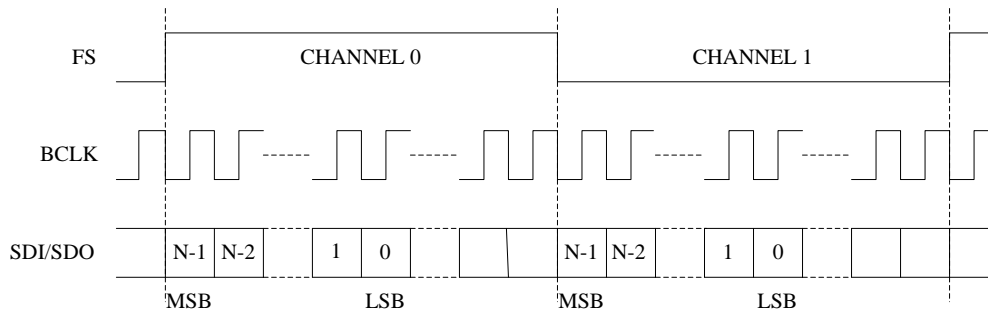 FS CHANNEL 0 CHANNEL 1
BCLK
SDI/SDO N-1 N-2 1 0 N-1 N-2 1 0
MSB LSB MSB LSB